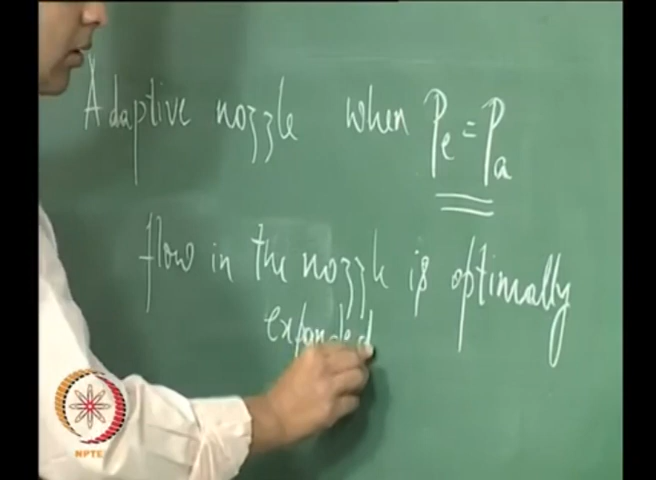 Adaptive nozzle when Pe = Pa
flow in the nozzle is optimally
expanded
NPTEL